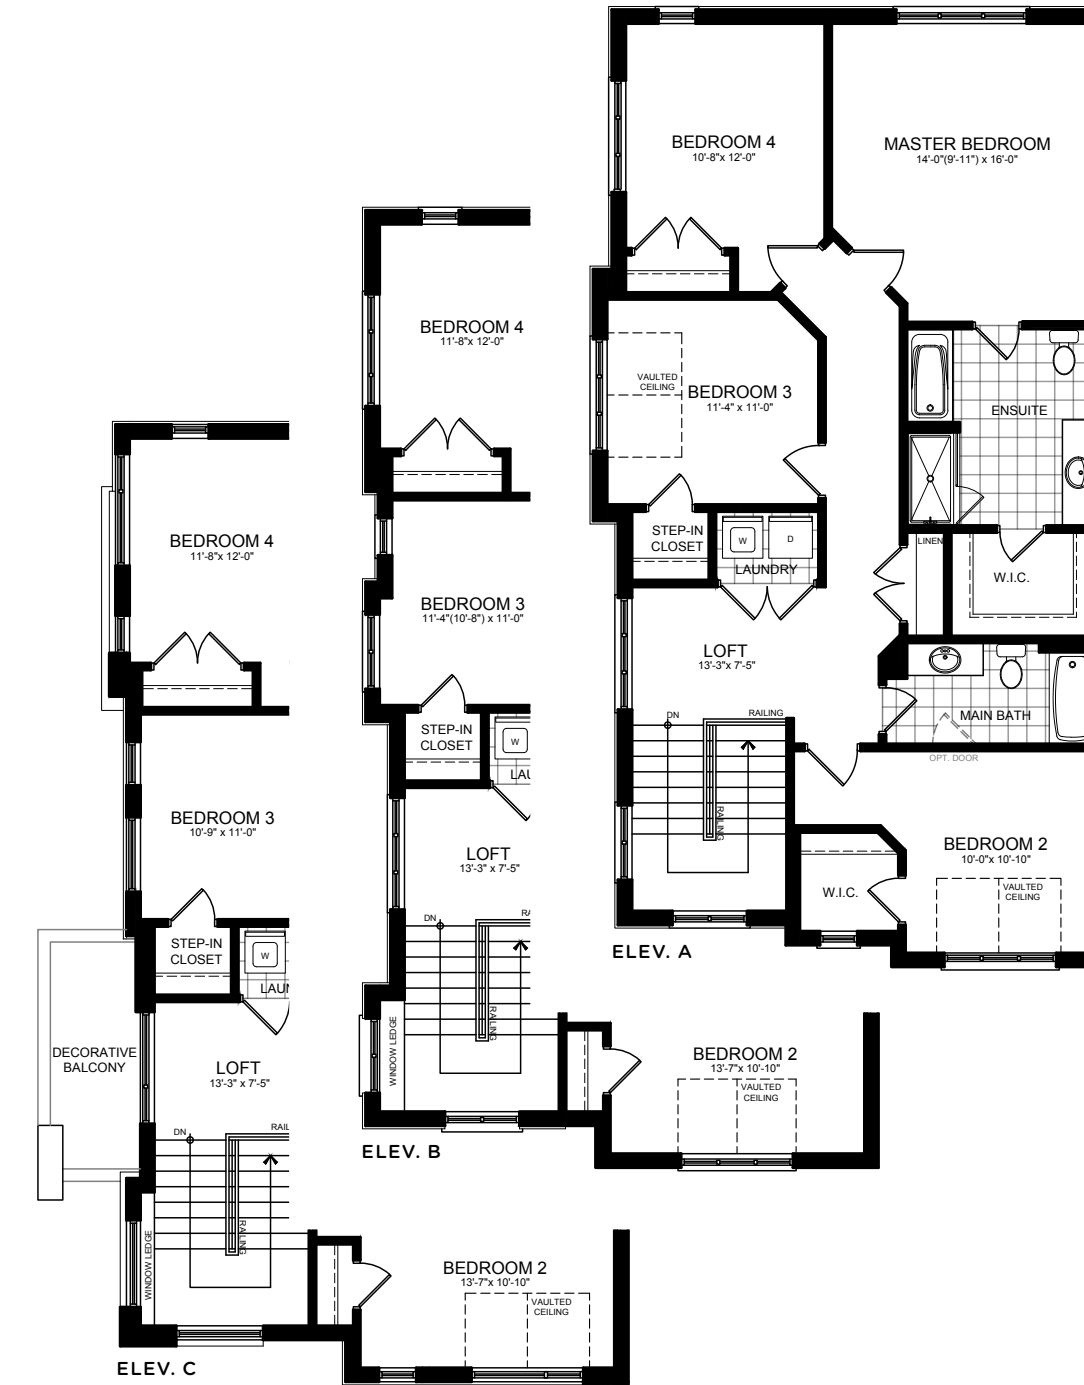 BEDROOM 4
10'-8"x 12'-0"
MASTER BEDROOM
14'-0"(9'-11") x 16'-0"
VAULTED
CEILING
BEDROOM 3
11'-4" x 11'-0"
ENSUITE
STEP-IN
CLOSET
W
D
LAUNDRY
LINEN
W.I.C.
LOFT
13'-3"x 7'-5"
DN
RAILING
RAILING
MAIN BATH
OPT. DOOR
BEDROOM 2
10'-0"x 10'-10"
W.I.C.
VAULTED
CEILING
ELEV. A
BEDROOM 4
11'-8"x 12'-0"
BEDROOM 3
11'-4"(10'-8") x 11'-0"
STEP-IN
CLOSET
W
LAU
LOFT
13'-3" x 7'-5"
DN
RA
RAILING
WINDOW LEDGE
BEDROOM 2
13'-7"x 10'-10"
VAULTED
CEILING
ELEV. B
BEDROOM 4
11'-8"x 12'-0"
BEDROOM 3
10'-9" x 11'-0"
STEP-IN
CLOSET
W
LAUN
DECORATIVE
BALCONY
LOFT
13'-3" x 7'-5"
DN
RAIL
RAILING
WINDOW LEDGE
BEDROOM 2
13'-7"x 10'-10"
VAULTED
CEILING
ELEV. C